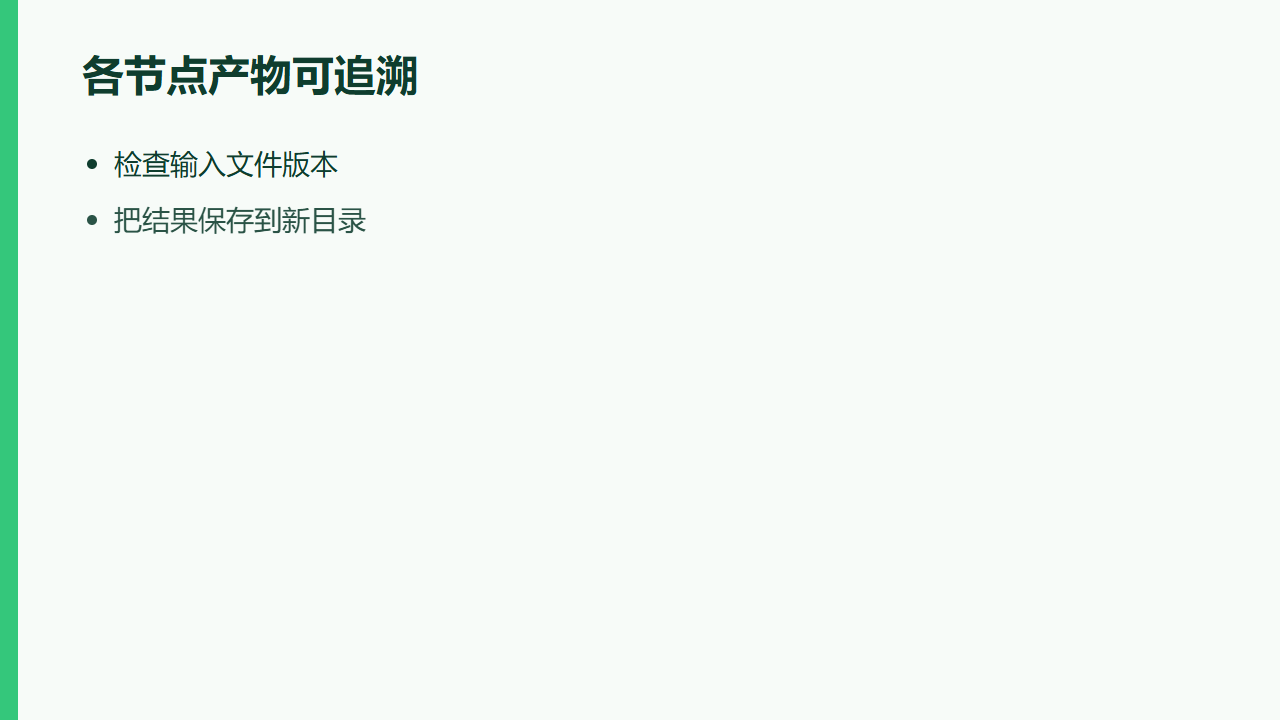 各节点产物可追溯
• 检查输入文件版本
• 把结果保存到新目录